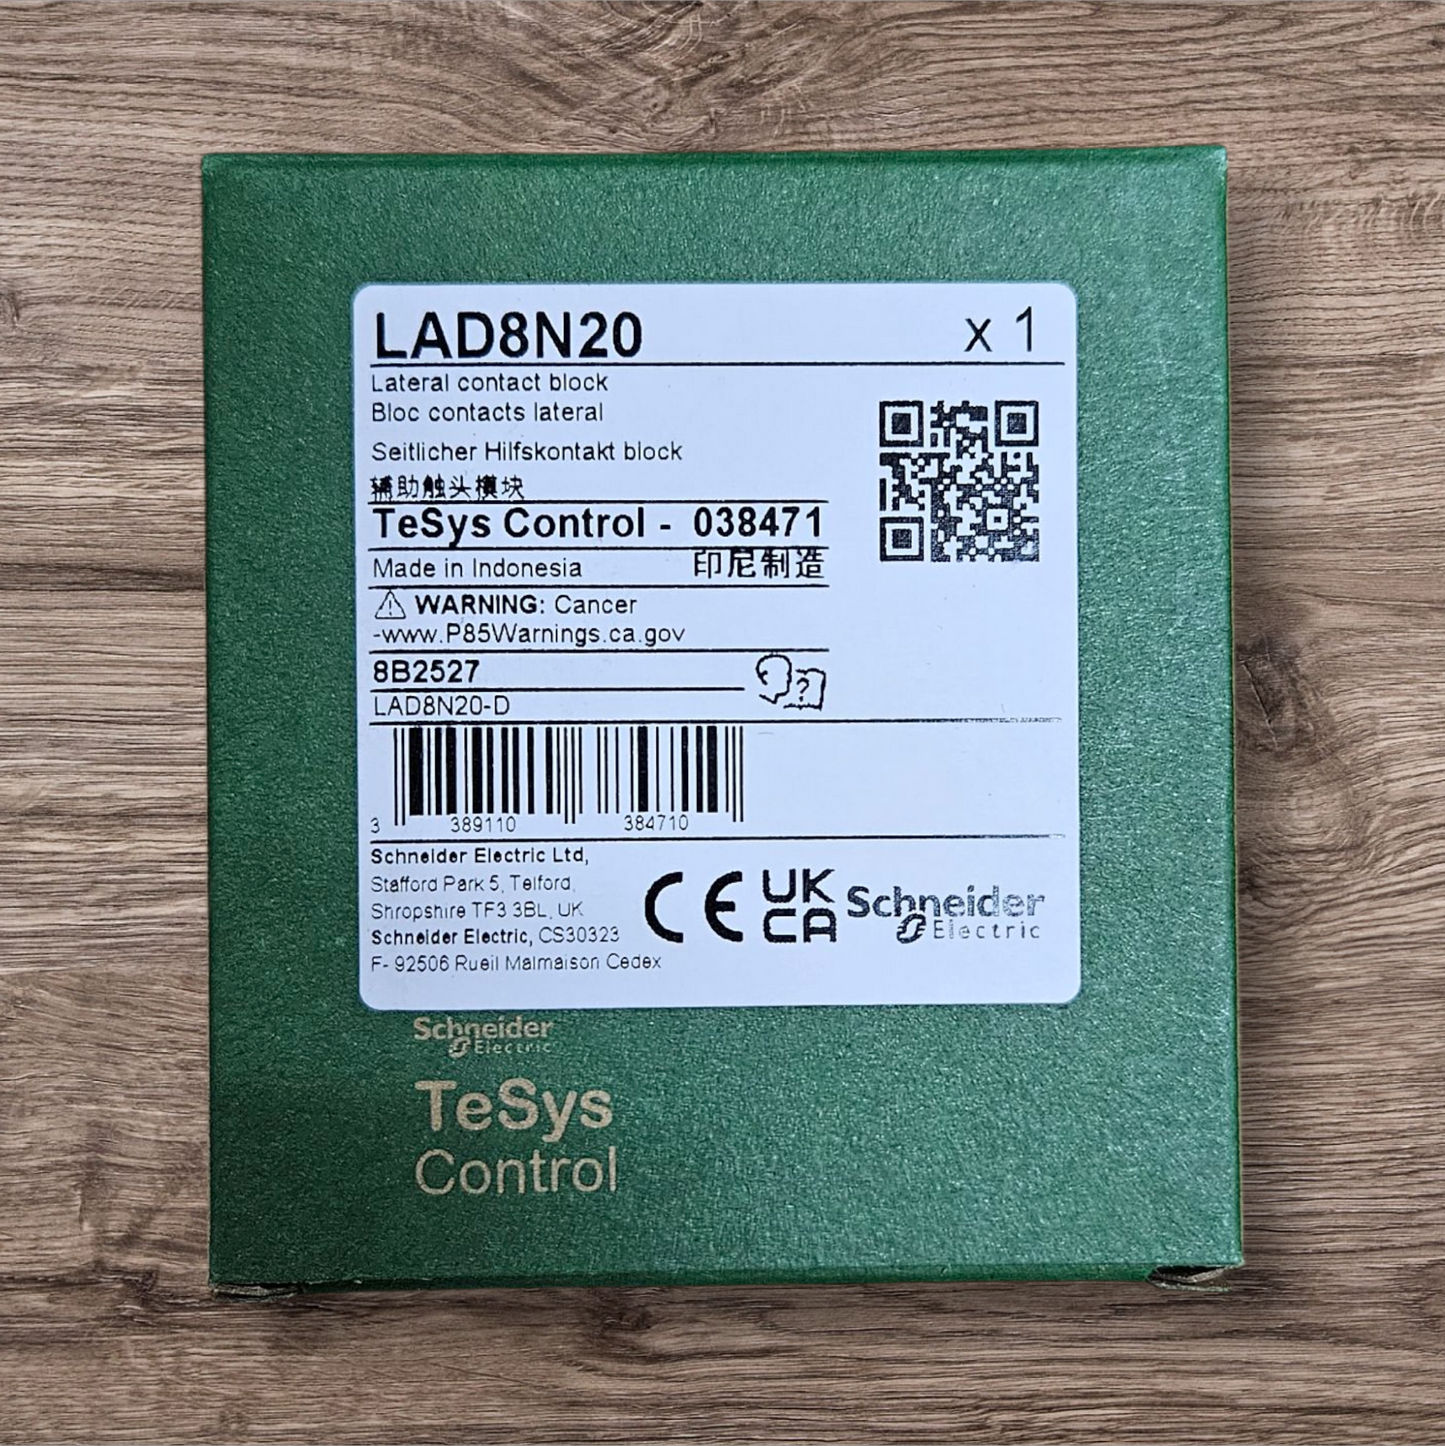 LAD8N20 x 1
Lateral contact block
Bloc contacts lateral
Seitlicher Hilfskontakt block
辅助触头模块
TeSys Control - 038471
Made in Indonesia 印尼制造
WARNING: Cancer
-www.P85Warnings.ca.gov
8B2527
LAD8N20-D
3 389110 384710
Schneider Electric Ltd,
Stafford Park 5, Telford,
Shropshire TF3 3BL, UK
Schneider Electric, CS30323
F- 92506 Rueil Malmaison Cedex
CE UK
CA
Schneider
Electric
Schneider
Electric
TeSys
Control